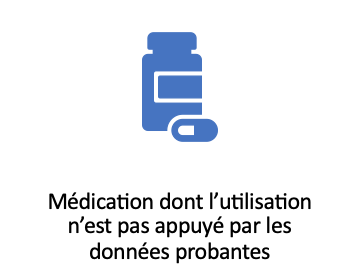 Médication dont l’utilisation
n’est pas appuyé par les
données probantes